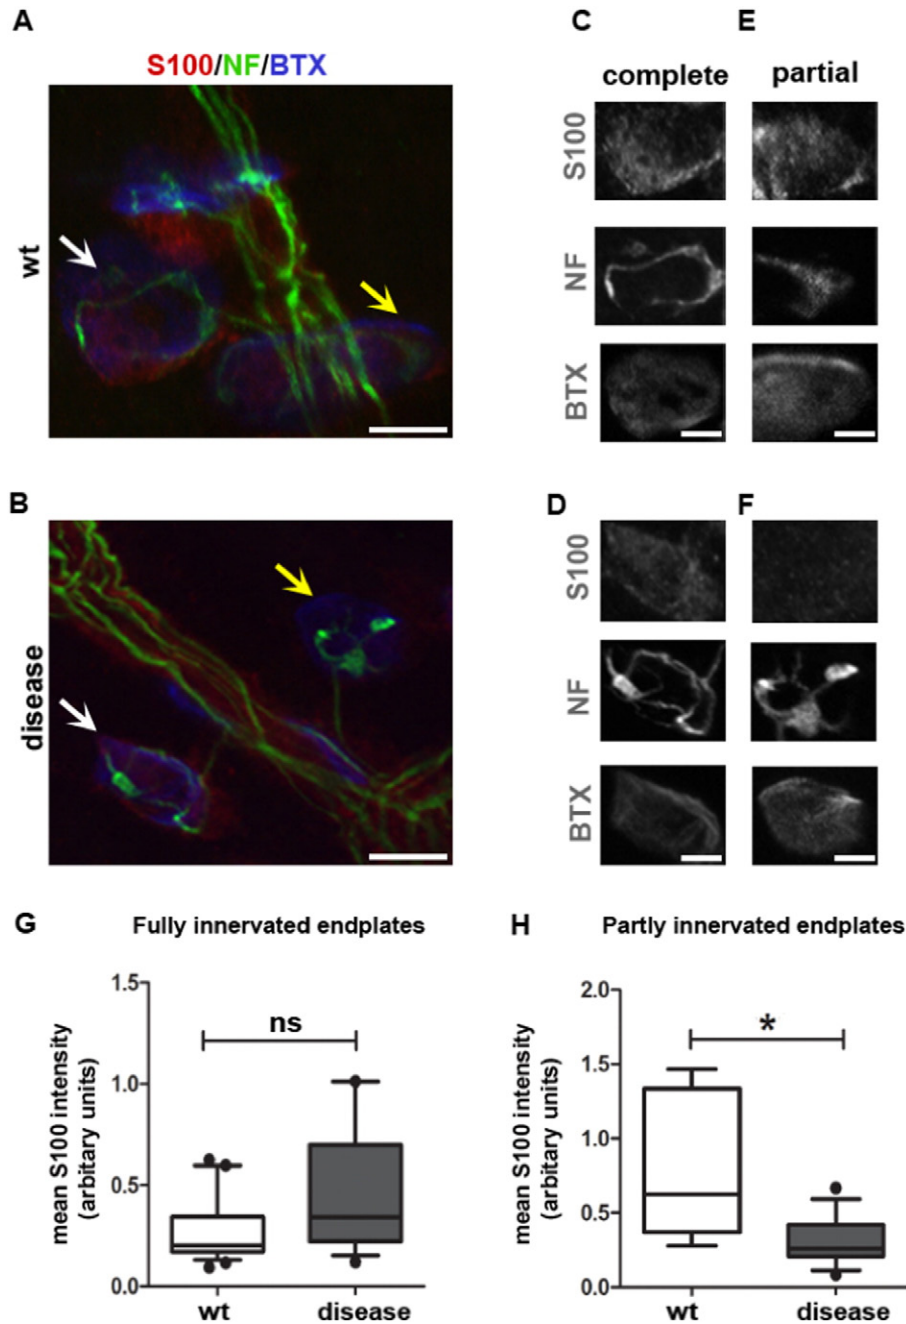 A
S100/NF/BTX
wt
C
complete
E
partial
S100
NF
BTX
B
disease
D
F
S100
NF
BTX
G
Fully innervated endplates
mean S100 intensity
(arbitary units)
1.5
1.0
0.5
0.0
ns
wt
disease
H
Partly innervated endplates
mean S100 intensity
(arbitary units)
2.0
1.5
1.0
0.5
0.0
*
wt
disease